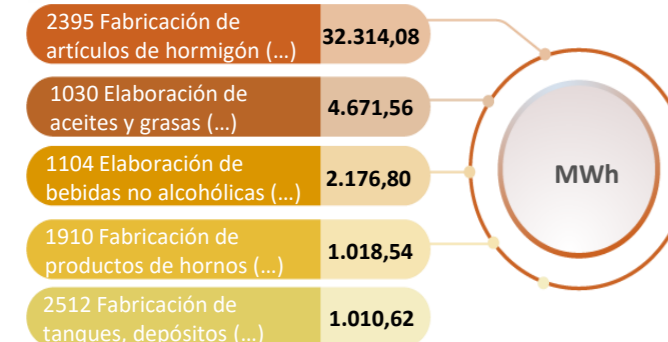 2395 Fabricación de
artículos de hormigón (...)
32.314,08
1030 Elaboración de
aceites y grasas (...)
4.671,56
1104 Elaboración de
bebidas no alcohólicas (...)
2.176,80
1910 Fabricación de
productos de hornos (...)
1.018,54
2512 Fabricación de
tanques, depósitos (...)
1.010,62
MWh